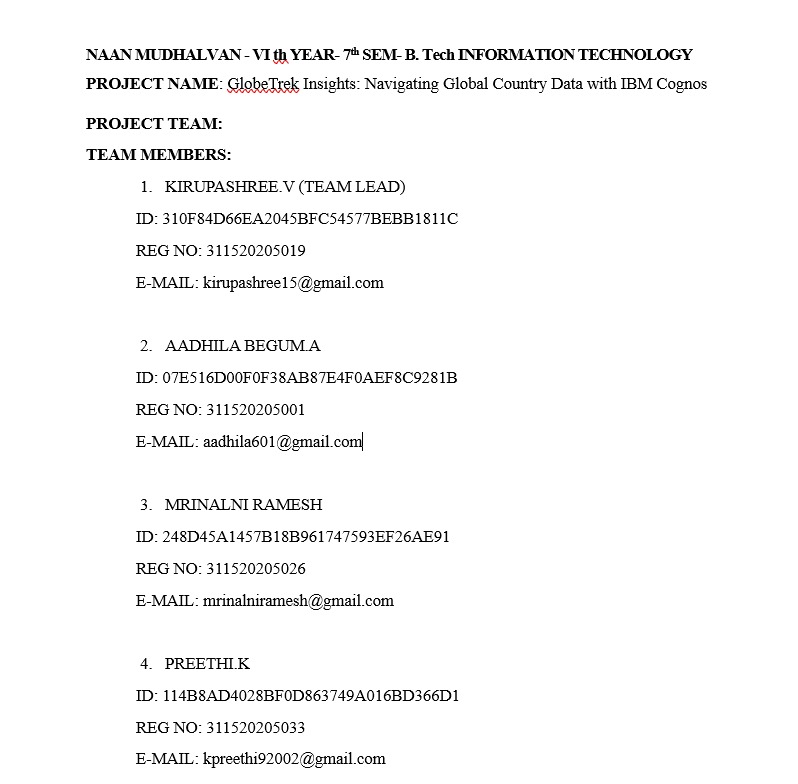 NAAN MUDHALVAN - VI th YEAR- 7th SEM- B. Tech INFORMATION TECHNOLOGY
PROJECT NAME: GlobeTrek Insights: Navigating Global Country Data with IBM Cognos
PROJECT TEAM:
TEAM MEMBERS:
1. KIRUPASHREE.V (TEAM LEAD)
ID: 310F84D66EA2045BFC54577BEBB1811C
REG NO: 311520205019
E-MAIL: kirupashree15@gmail.com
2. AADHILA BEGUM.A
ID: 07E516D00F0F38AB87E4F0AEF8C9281B
REG NO: 311520205001
E-MAIL: aadhila601@gmail.com
3. MRINALNI RAMESH
ID: 248D45A1457B18B961747593EF26AE91
REG NO: 311520205026
E-MAIL: mrinalniramesh@gmail.com
4. PREETHI.K
ID: 114B8AD4028BF0D863749A016BD366D1
REG NO: 311520205033
E-MAIL: kpreethi92002@gmail.com